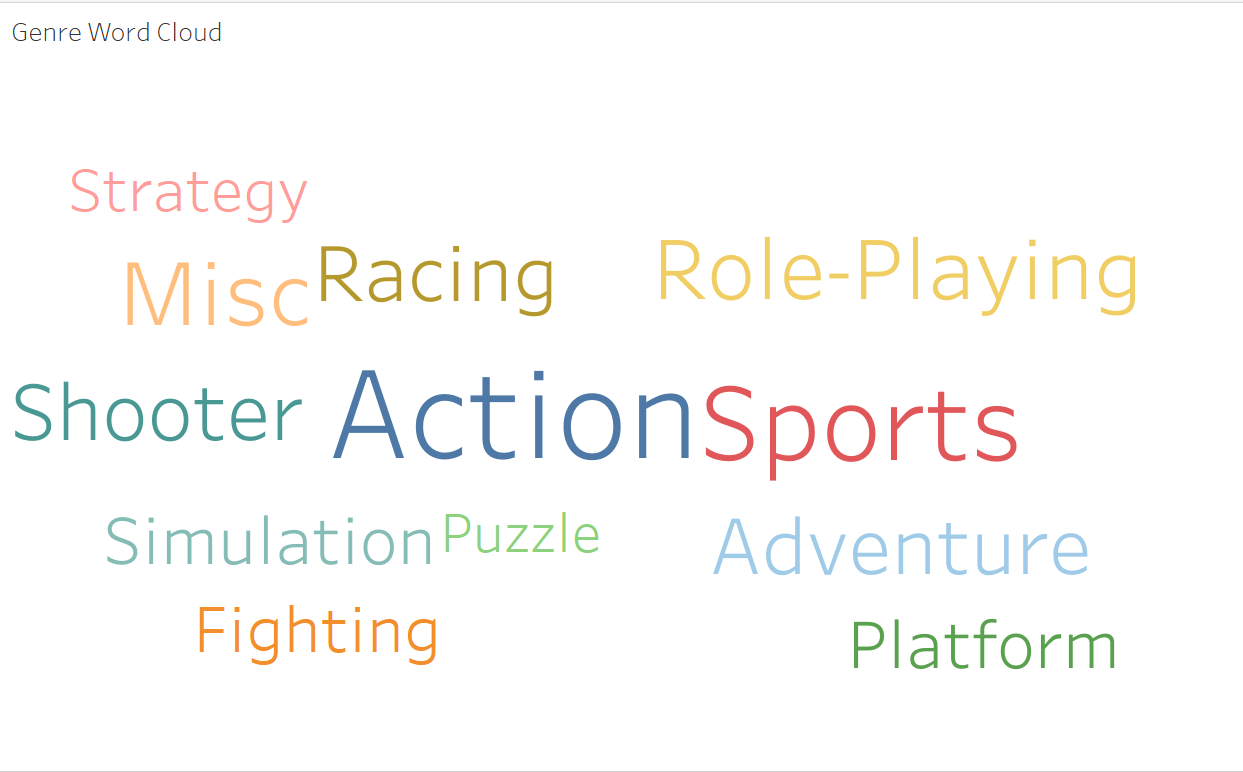 Genre Word Cloud
Strategy
Misc Racing Role-Playing
Shooter Action Sports
Simulation Puzzle Adventure
Fighting Platform